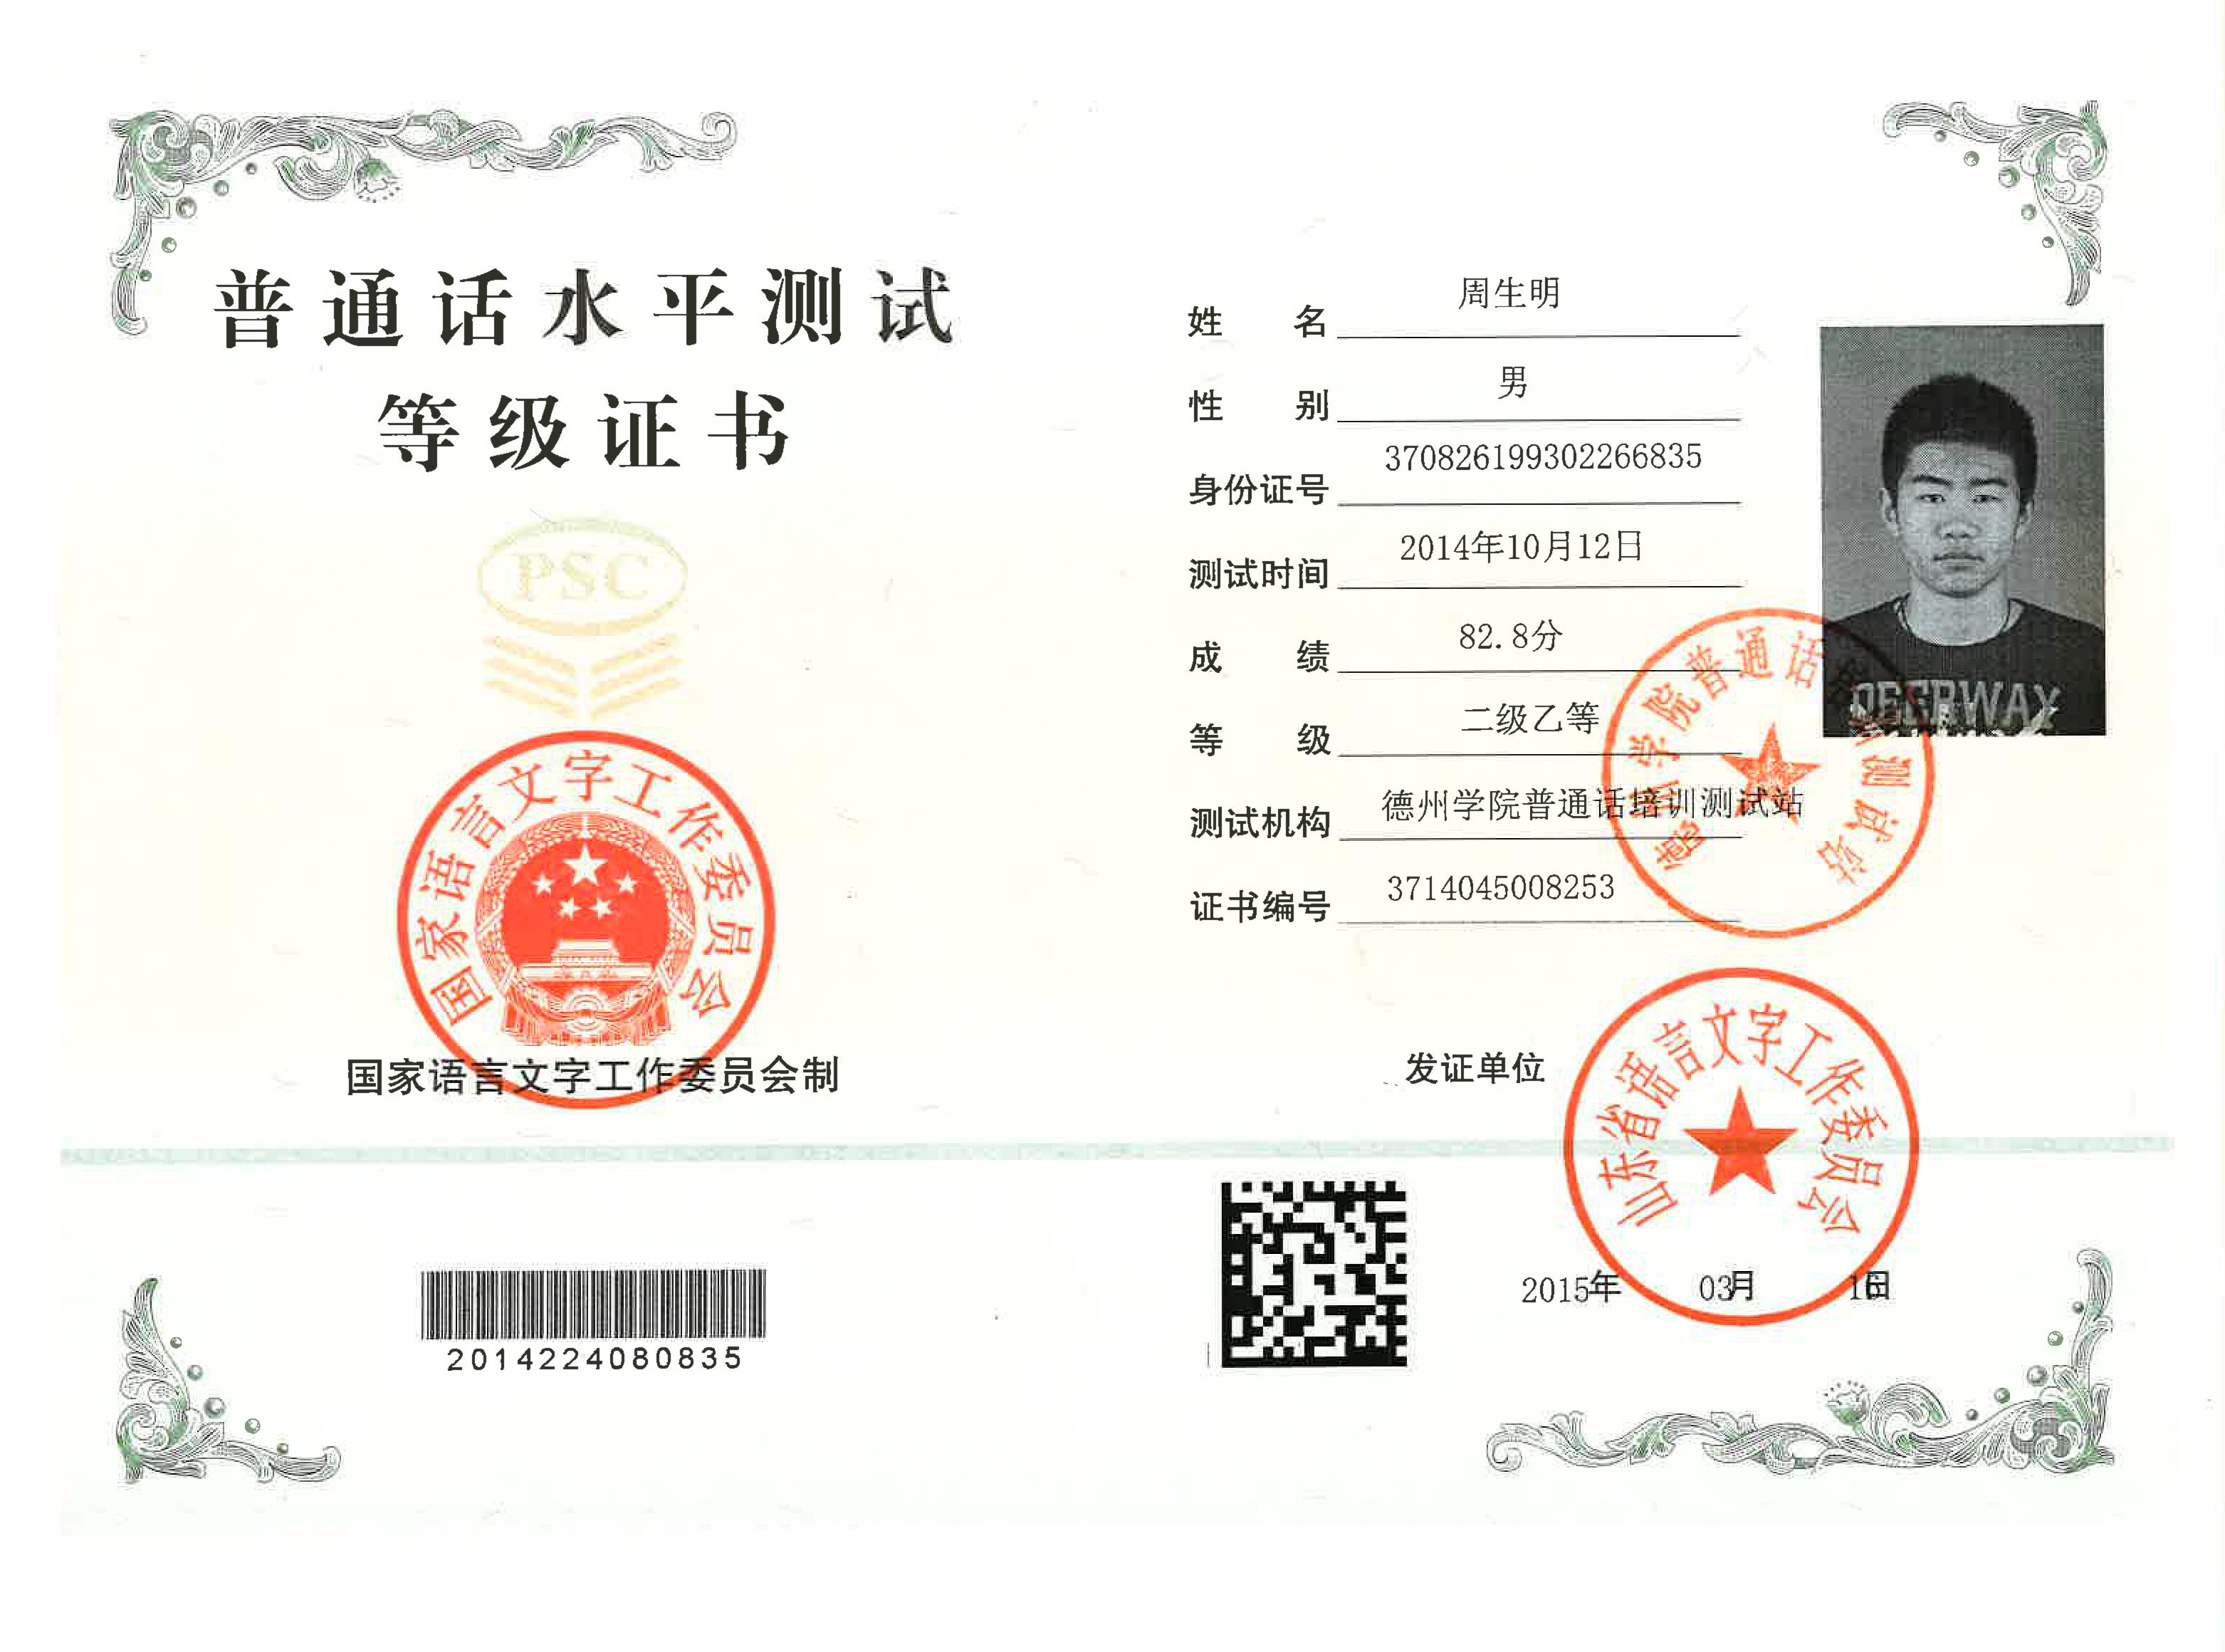 普通话水平测试
等级证书
PSC
国家语言文字工作委员会
国家语言文字工作委员会制
2014224080835
姓名 周生明
性别 男
身份证号 370826199302266835
测试时间 2014年10月12日
成绩 82.8分
等级 二级乙等
测试机构 德州学院普通话培训测试站
证书编号 3714045008253
DEERWAY
德州学院普通话培训测试站
发证单位
山东省语言文字工作委员会
2015年 03月 16日